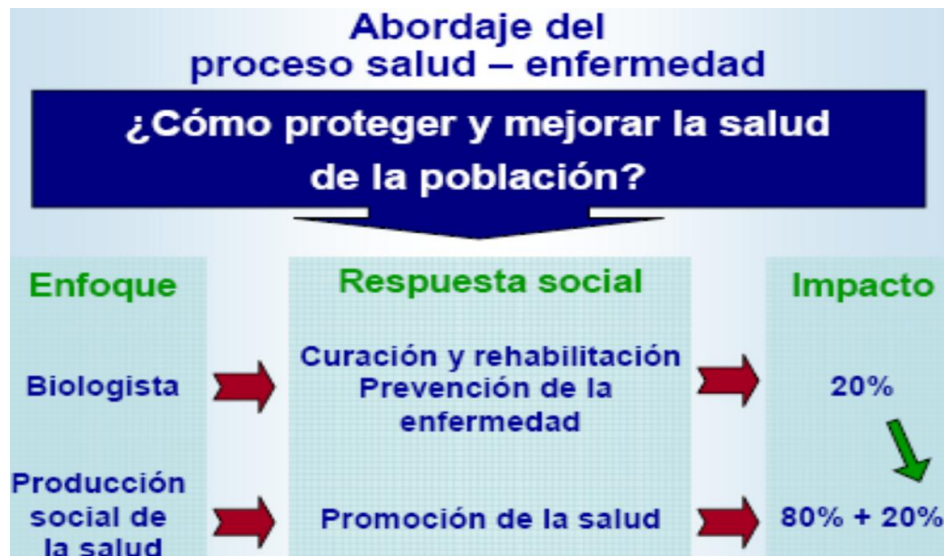 Abordaje del
proceso salud – enfermedad
¿Cómo proteger y mejorar la salud
de la población?
Enfoque
Respuesta social
Impacto
Biologista
Curación y rehabilitación
Prevención de la
enfermedad
20%
Producción
social de
la salud
Promoción de la salud
80% + 20%